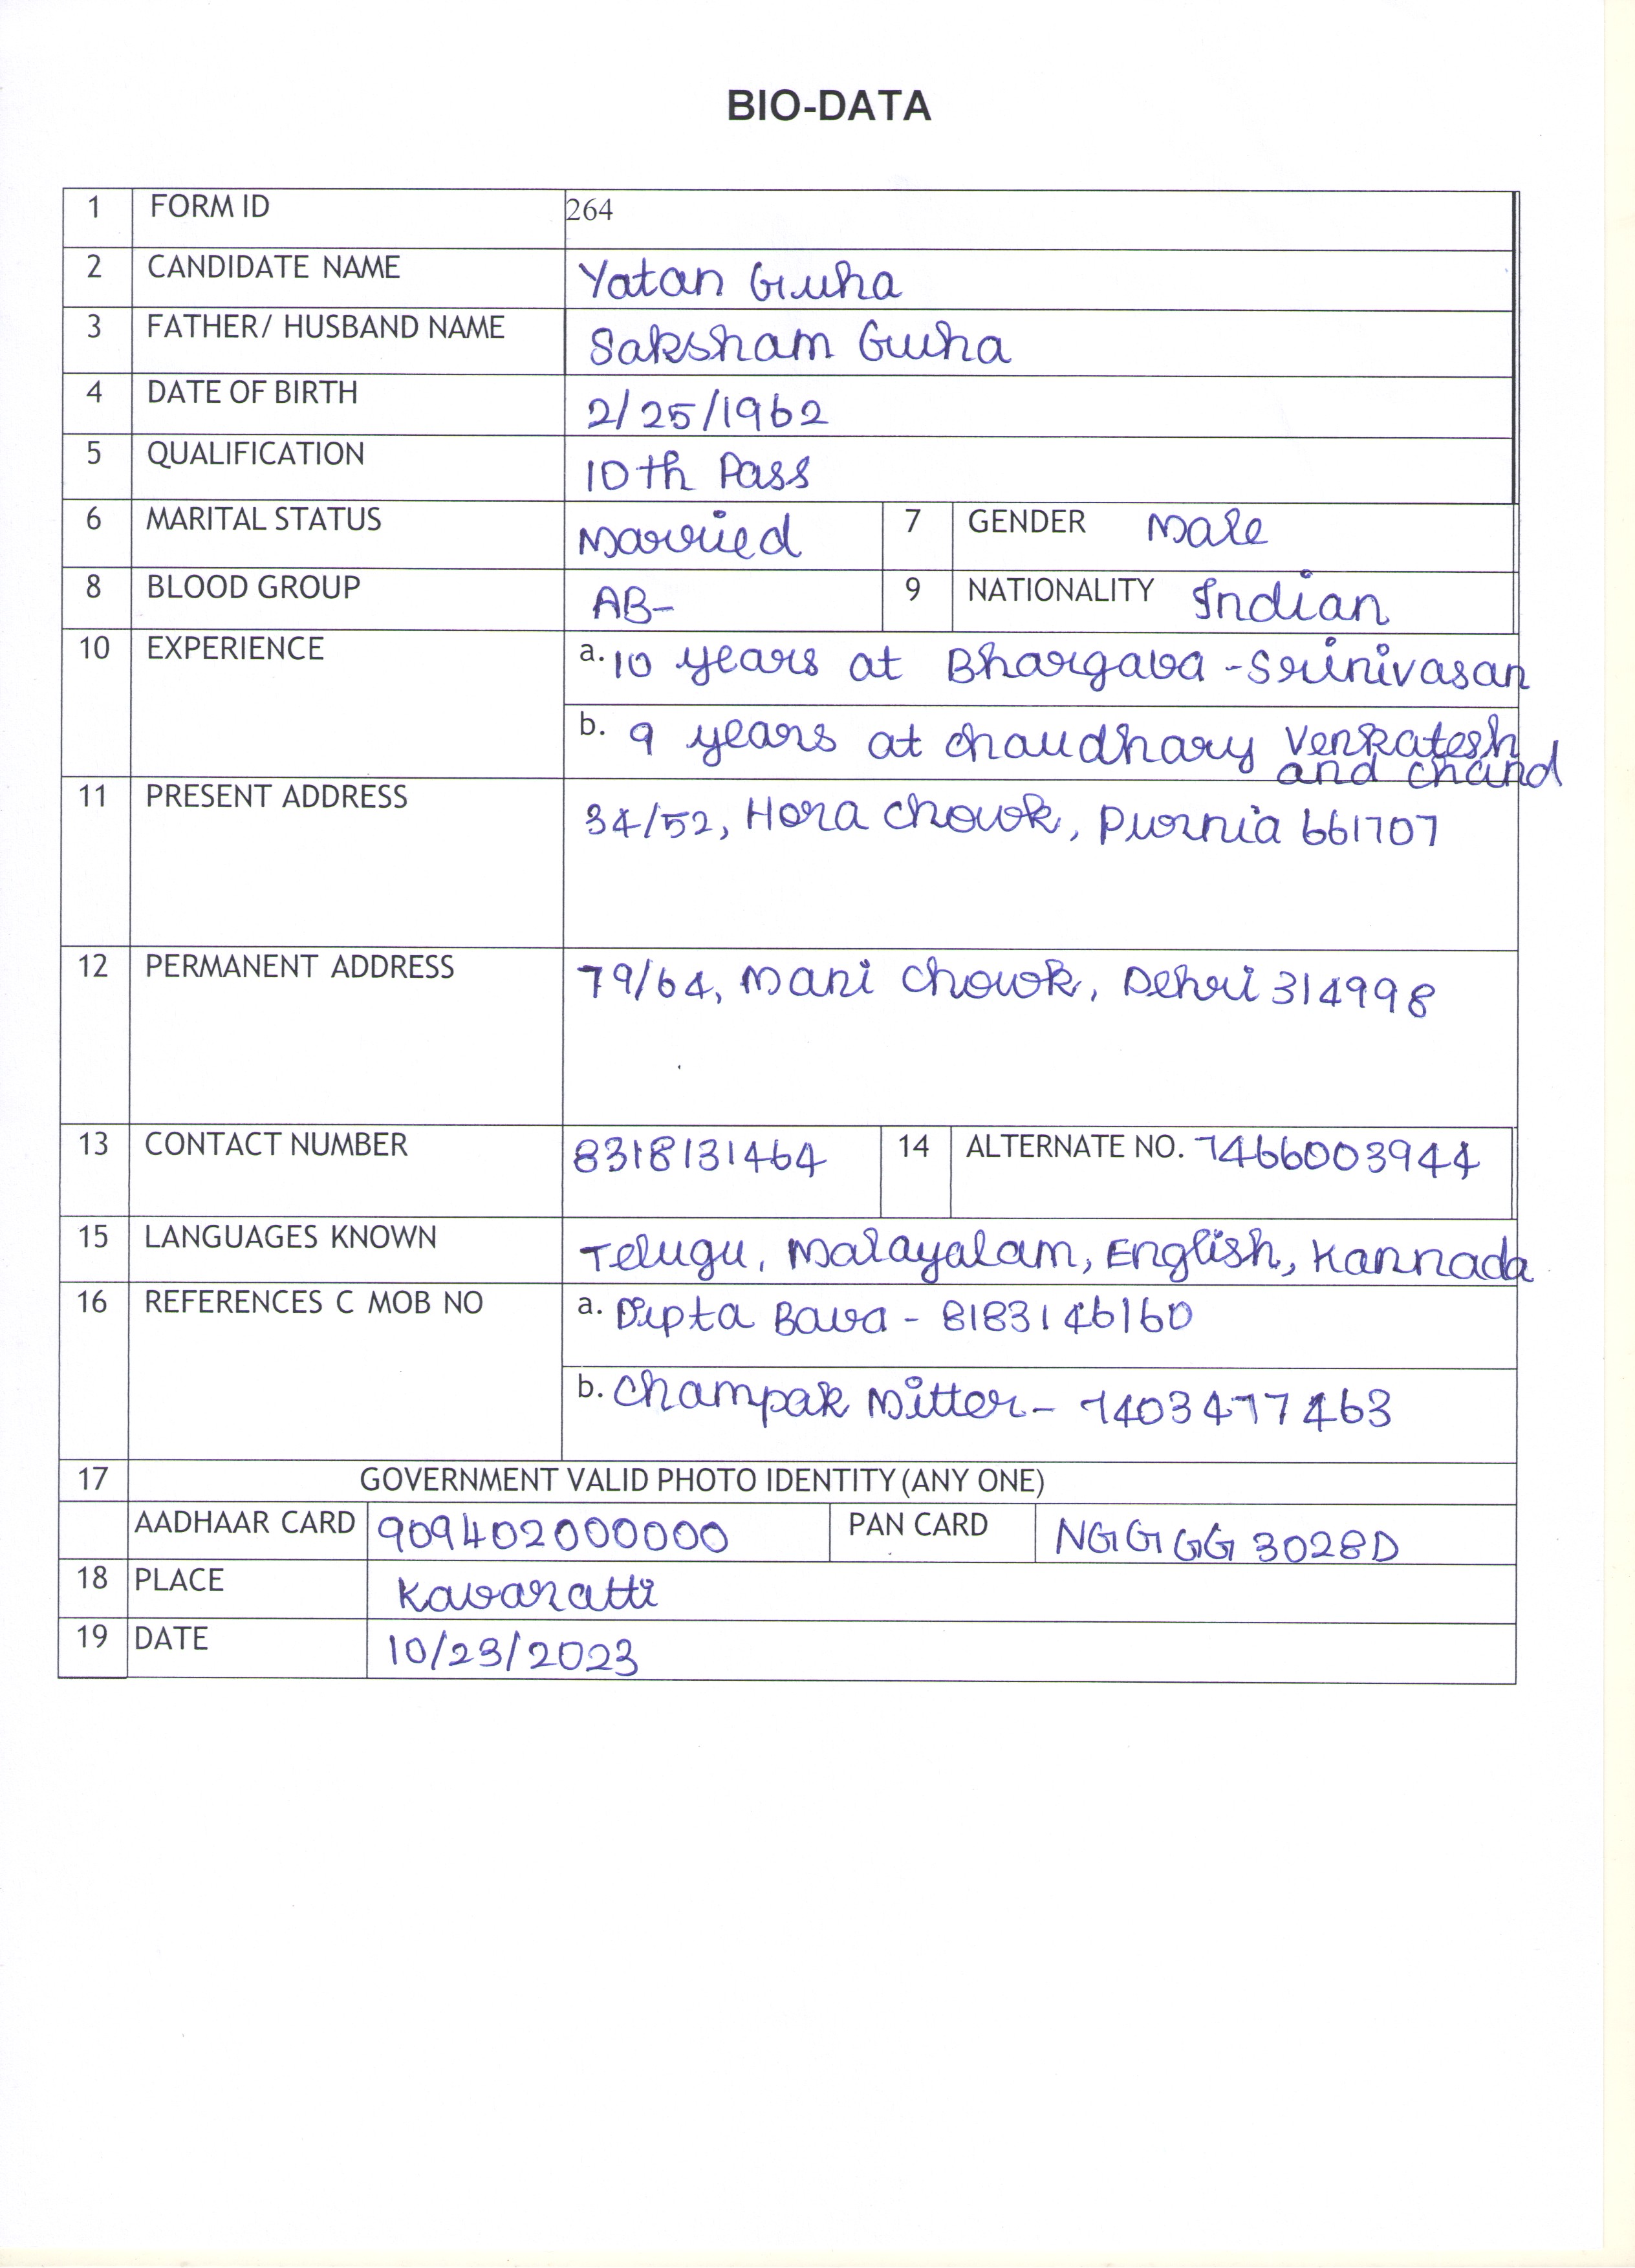 BIO-DATA
1 FORM ID 264
2 CANDIDATE NAME Yatan Guha
3 FATHER/ HUSBAND NAME Saksham Guha
4 DATE OF BIRTH 2/25/1962
5 QUALIFICATION 10th Pass
6 MARITAL STATUS Married 7 GENDER Male
8 BLOOD GROUP AB- 9 NATIONALITY Indian
10 EXPERIENCE a. 10 years at Bhargava-Srinivasan
b. 9 years at chaudhary Venkatesh
and chand
11 PRESENT ADDRESS 34/52, Hora Chowk, Purnia 661707
12 PERMANENT ADDRESS 79/64, Mani Chowk, Dehri 314998
13 CONTACT NUMBER 8318131464 14 ALTERNATE NO. 7466003944
15 LANGUAGES KNOWN Telugu, Malayalam, English, Kannada
16 REFERENCES C MOB NO a. Dipta Bava - 8183146160
b. Champak Mitter - 7403477463
17 GOVERNMENT VALID PHOTO IDENTITY (ANY ONE)
AADHAAR CARD 909402000000 PAN CARD NGGGG3028D
18 PLACE Kavaratti
19 DATE 10/23/2023